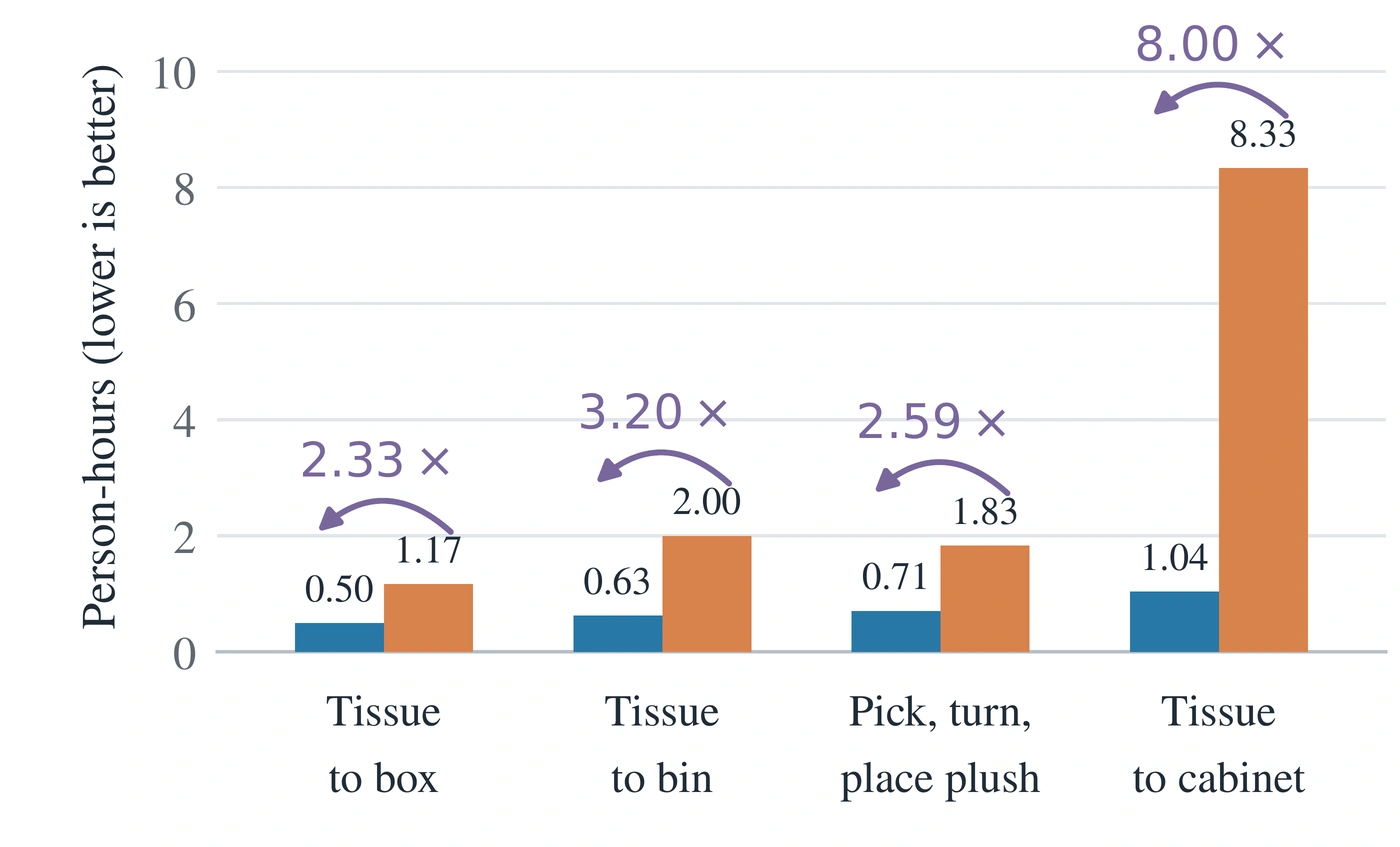 Person-hours (lower is better)
10
8
6
4
2
0
2.33 ×
0.50
1.17
3.20 ×
0.63
2.00
2.59 ×
0.71
1.83
8.00 ×
1.04
8.33
Tissue
to box
Tissue
to bin
Pick, turn,
place plush
Tissue
to cabinet